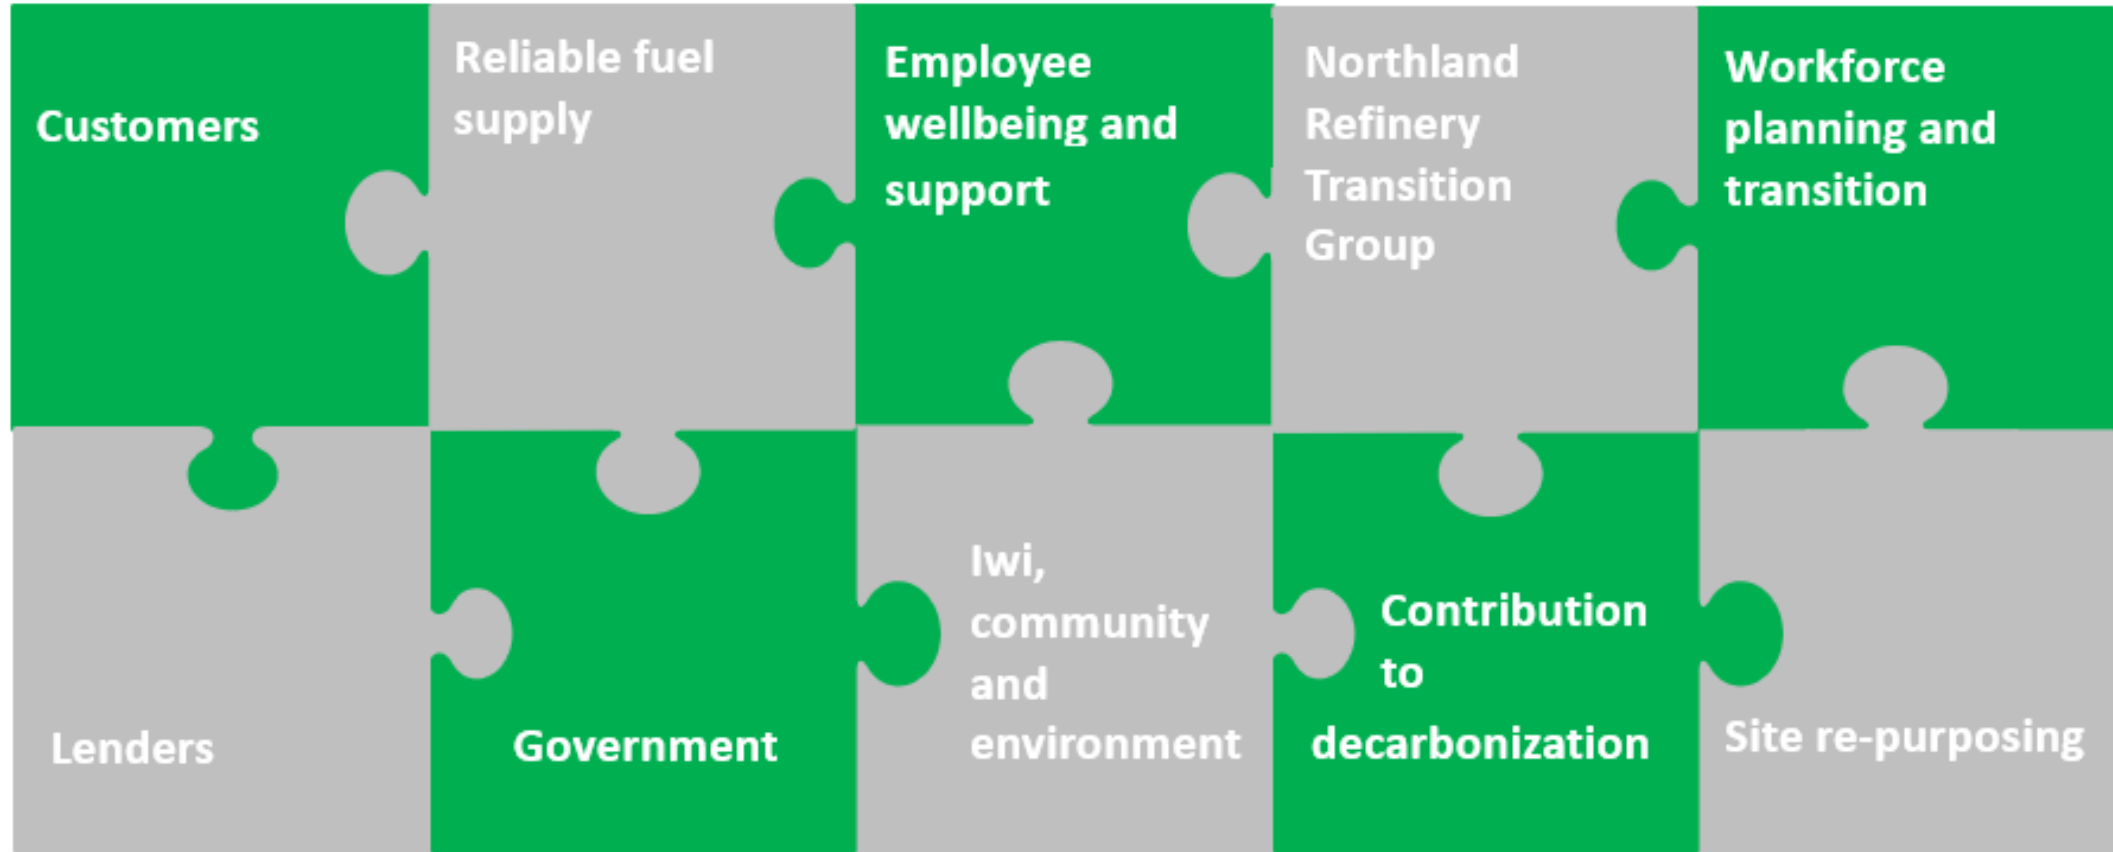 Customers
Reliable fuel
supply
Employee
wellbeing and
support
Northland
Refinery
Transition
Group
Workforce
planning and
transition
Lenders
Government
Iwi,
community
and
environment
Contribution
to
decarbonization
Site re-purposing